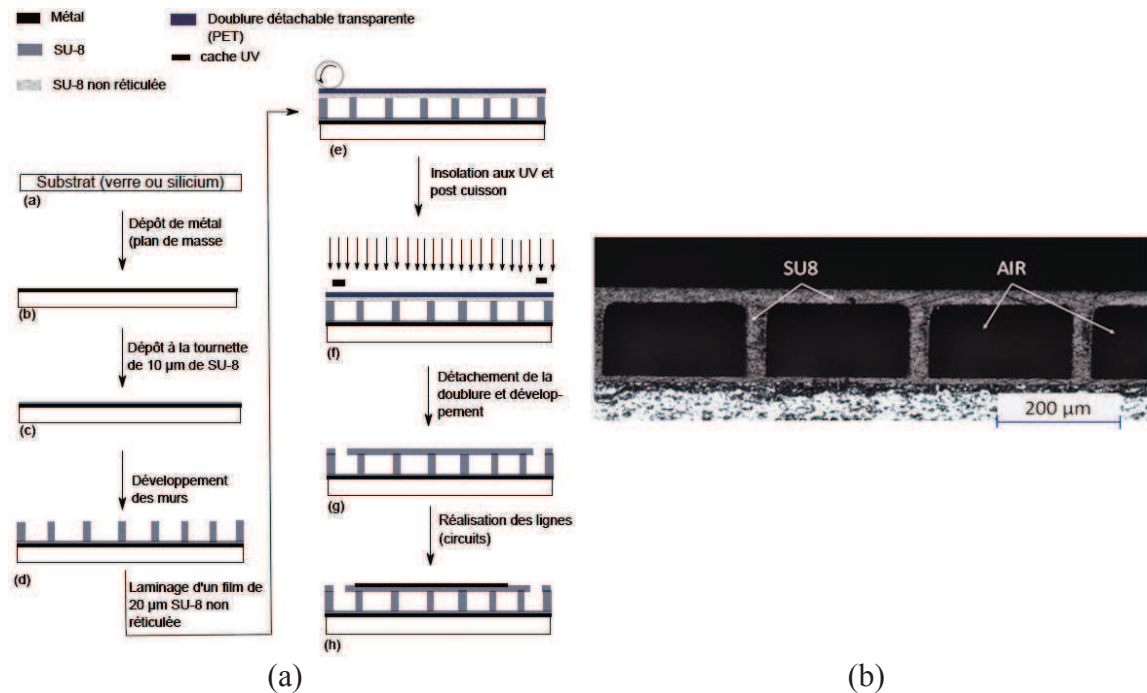 Métal
SU-8
SU-8 non réticulée
Doublure détachable transparente
(PET)
cache UV
Substrat (verre ou silicium)
(a)
Dépôt de métal
(plan de masse
(b)
Dépôt à la tournette
de 10 µm de SU-8
(c)
Développement
des murs
(d)
Laminage d'un film de
20 µm SU-8 non
réticulée
(e)
Insolation aux UV et
post cuisson
(f)
Détachement de la
doublure et dévelop-
pement
(g)
Réalisation des lignes
(circuits)
(h)
(a)
SU8
AIR
200 µm
(b)